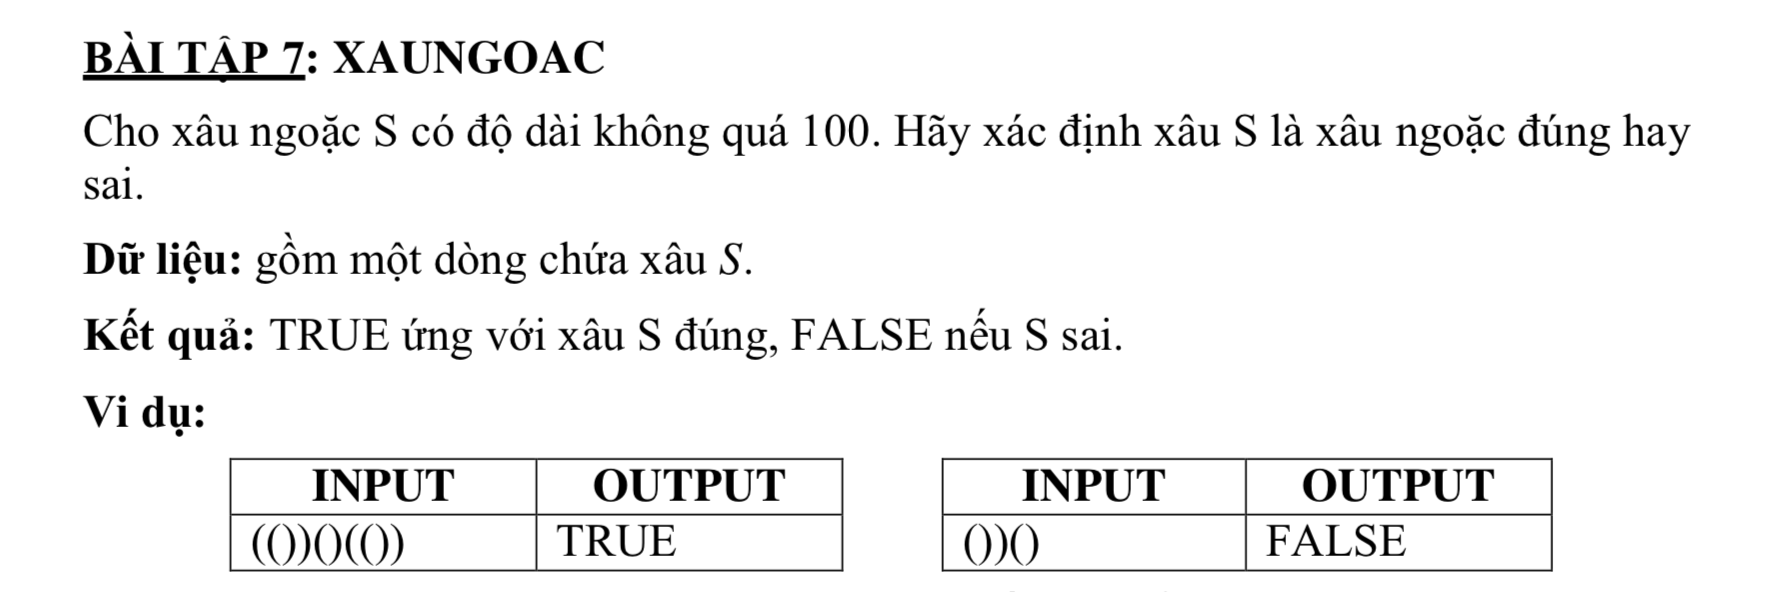 BÀI TẬP 7: XAUNGOAC
Cho xâu ngoặc S có độ dài không quá 100. Hãy xác định xâu S là xâu ngoặc đúng hay
sai.
Dữ liệu: gồm một dòng chứa xâu S.
Kết quả: TRUE ứng với xâu S đúng, FALSE nếu S sai.
Vi dụ:
INPUT OUTPUT INPUT OUTPUT
(())()(()) TRUE ())() FALSE